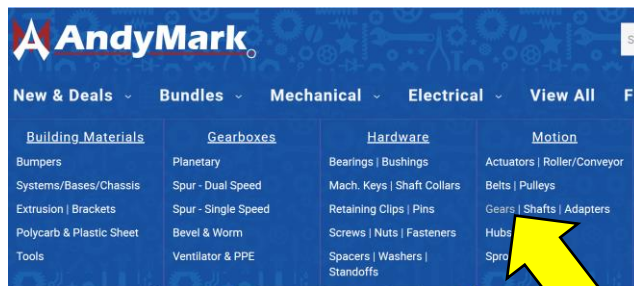 AndyMark
S
New & Deals Bundles Mechanical Electrical View All F
Building Materials Gearboxes Hardware Motion
Bumpers Planetary Bearings | Bushings Actuators | Roller/Conveyor
Systems/Bases/Chassis Spur - Dual Speed Mach. Keys | Shaft Collars Belts | Pulleys
Extrusion | Brackets Spur - Single Speed Retaining Clips | Pins Gears | Shafts | Adapters
Polycarb & Plastic Sheet Bevel & Worm Screws | Nuts | Fasteners Hubs
Tools Ventilator & PPE Spacers | Washers | Spro
Standoffs